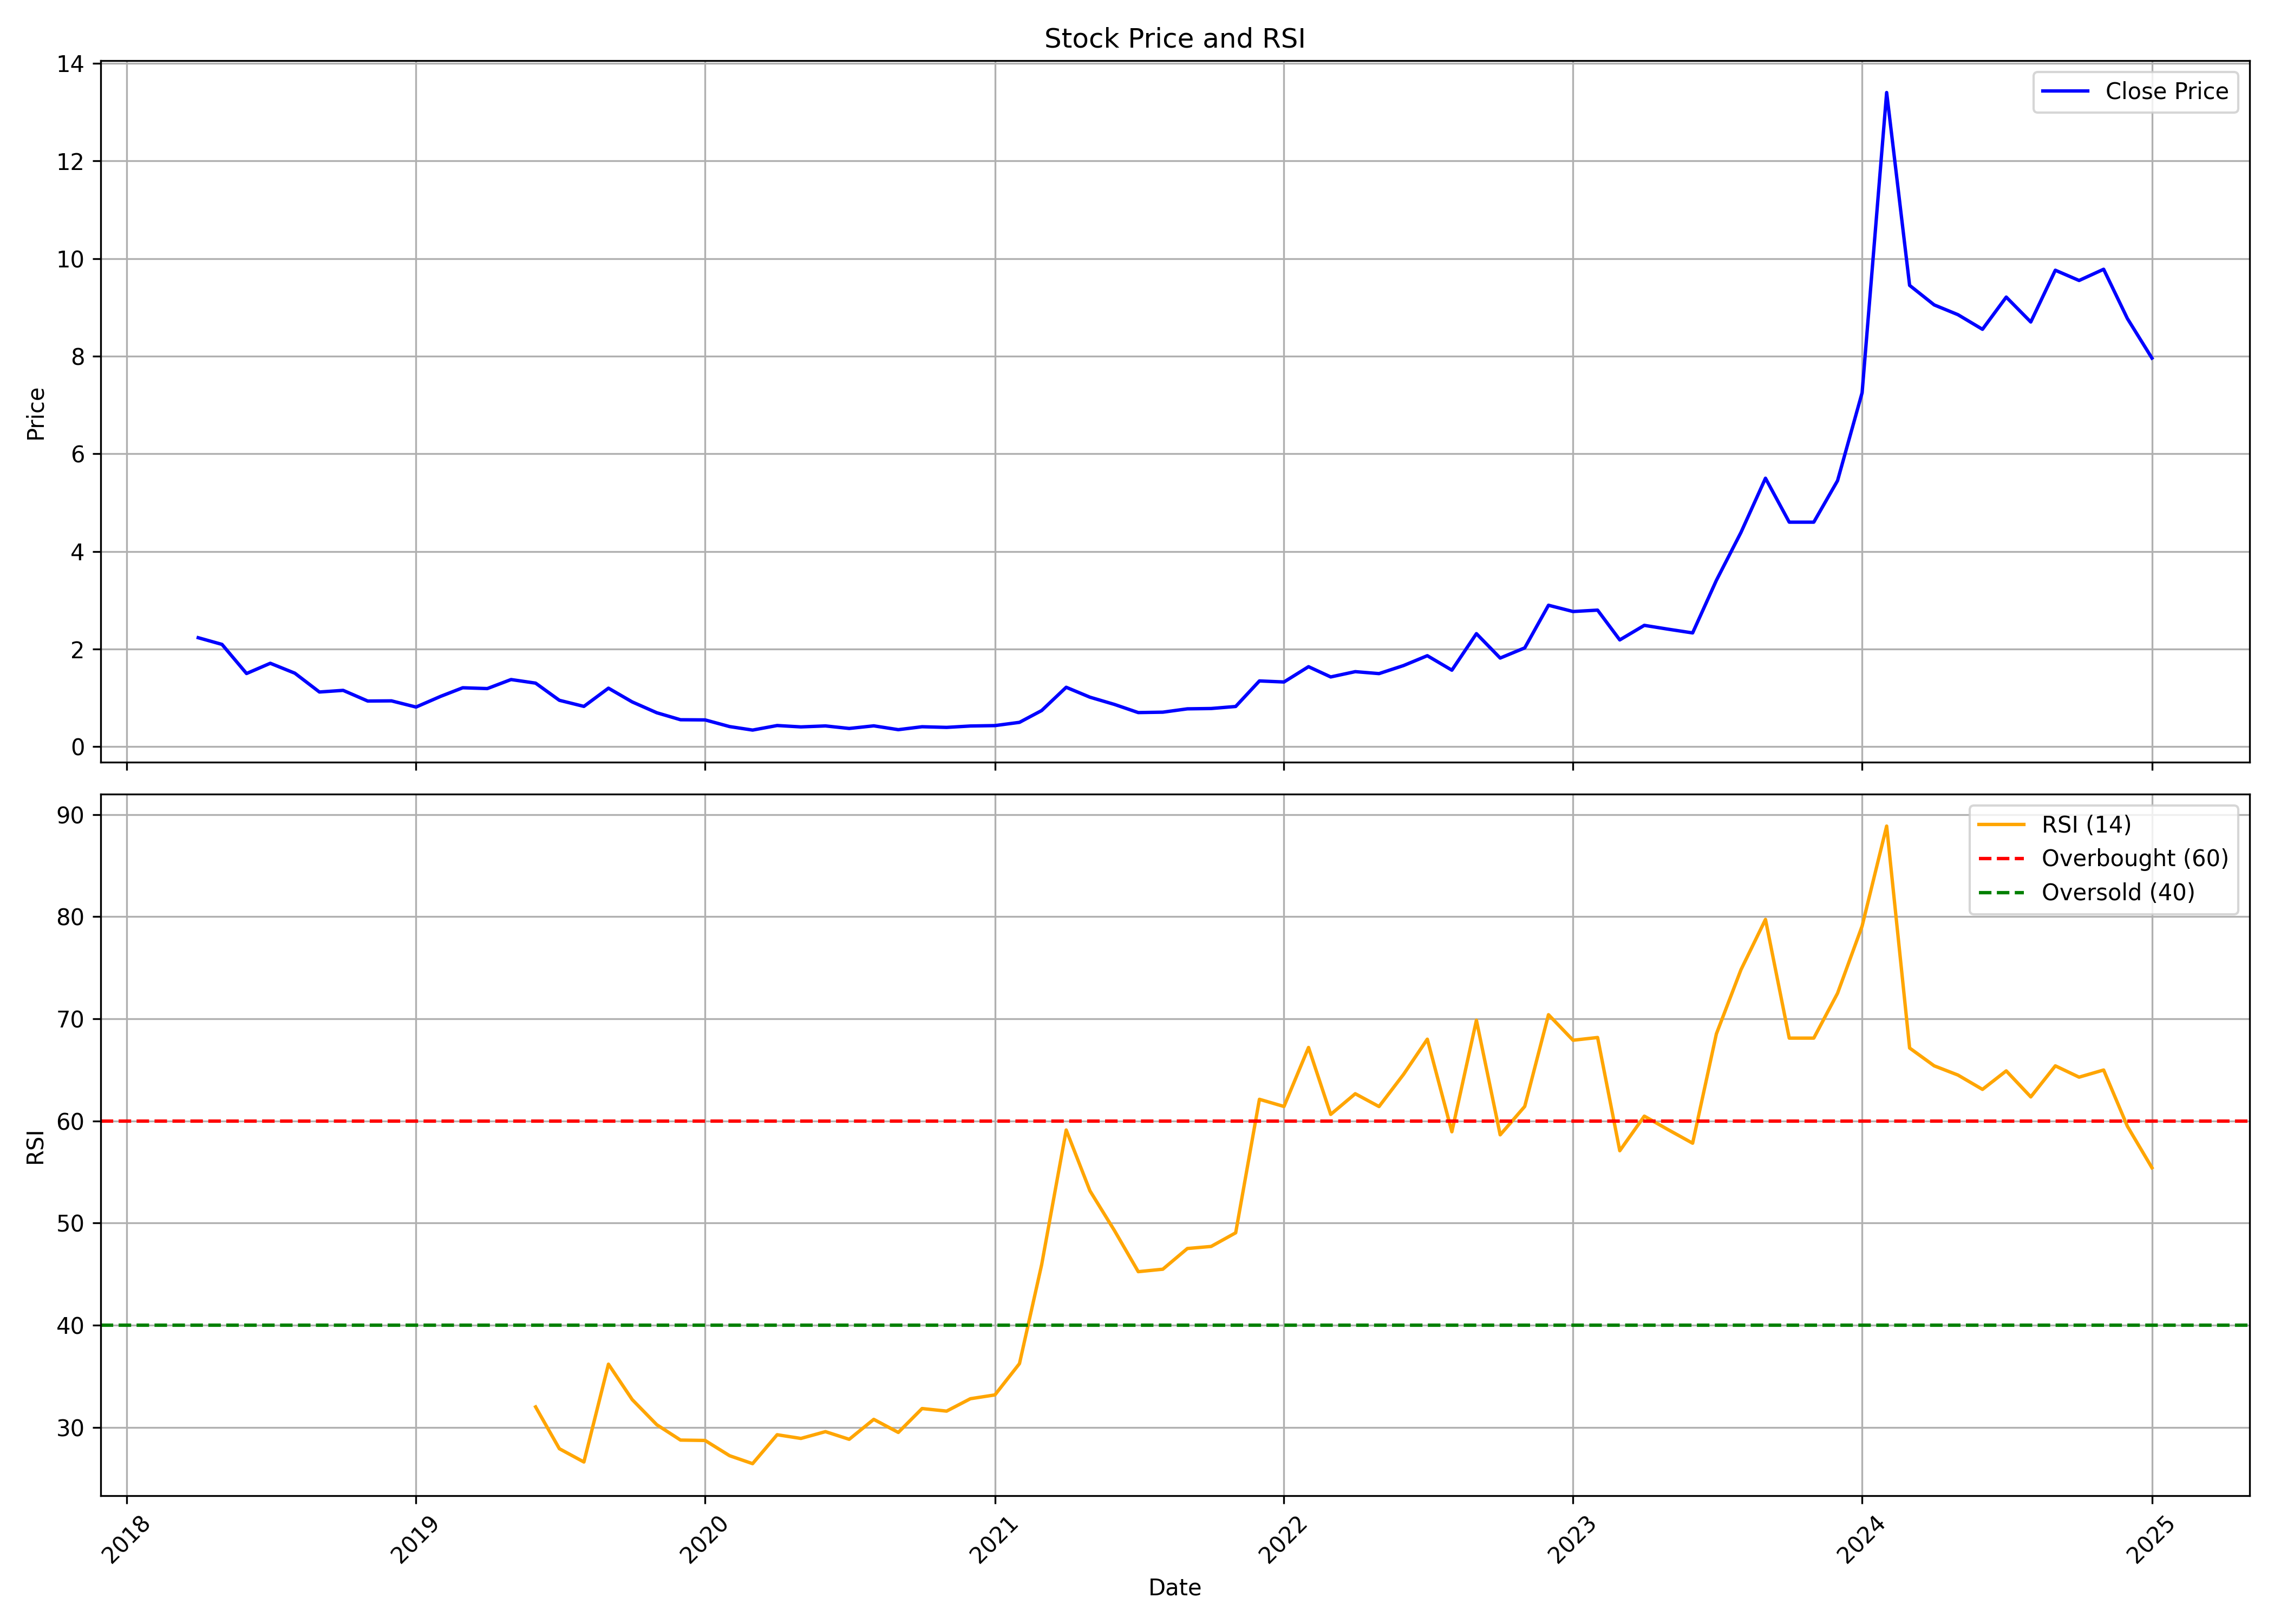 Stock Price and RSI
14
12
10
8
6
4
2
0
Price
Close Price
90
80
70
60
50
40
30
RSI
RSI (14)
Overbought (60)
Oversold (40)
2018
2019
2020
2021
2022
2023
2024
2025
Date